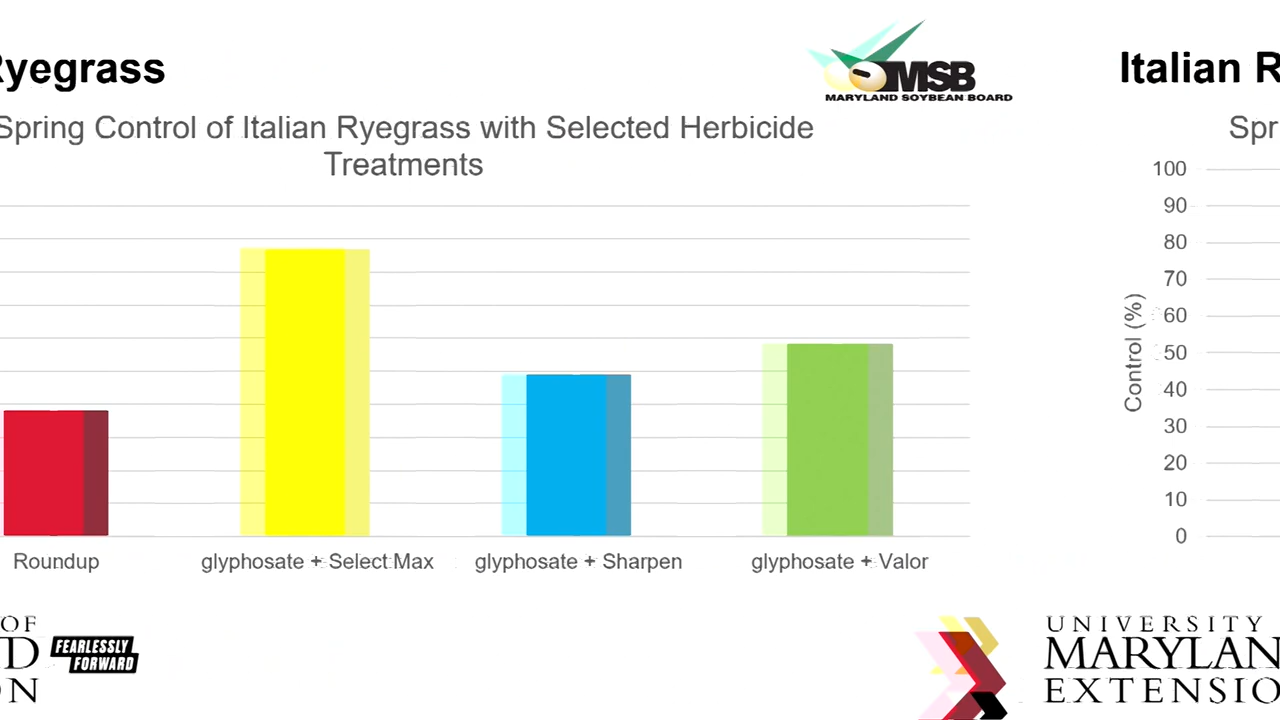 Ryegrass
MSB
MARYLAND SOYBEAN BOARD
Spring Control of Italian Ryegrass with Selected Herbicide
Treatments
Roundup
glyphosate + Select Max
glyphosate + Sharpen
glyphosate + Valor
OF
D
ON
FEARLESSLY
FORWARD
Italian R
Spr
100
90
80
70
60
50
40
30
20
10
0
Control (%)
UNIVERSITY
MARYLAN
EXTENSIO